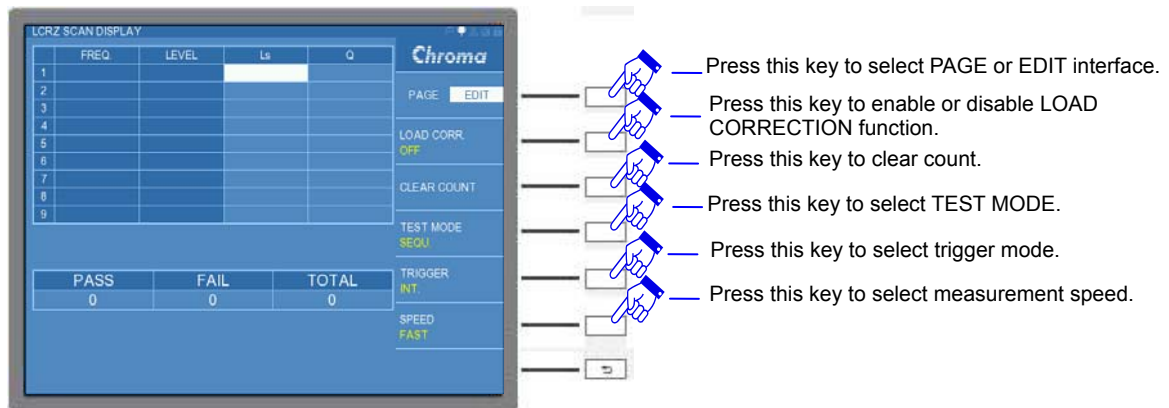 LCRZ SCAN DISPLAY
FREQ. LEVEL Ls Q
1
2
3
4
5
6
7
8
9
PASS FAIL TOTAL
0 0 0
Chroma
PAGE EDIT
LOAD CORR.
OFF
CLEAR COUNT
TEST MODE
SEQU.
TRIGGER
INT.
SPEED
FAST
Press this key to select PAGE or EDIT interface.
Press this key to enable or disable LOAD
CORRECTION function.
Press this key to clear count.
Press this key to select TEST MODE.
Press this key to select trigger mode.
Press this key to select measurement speed.